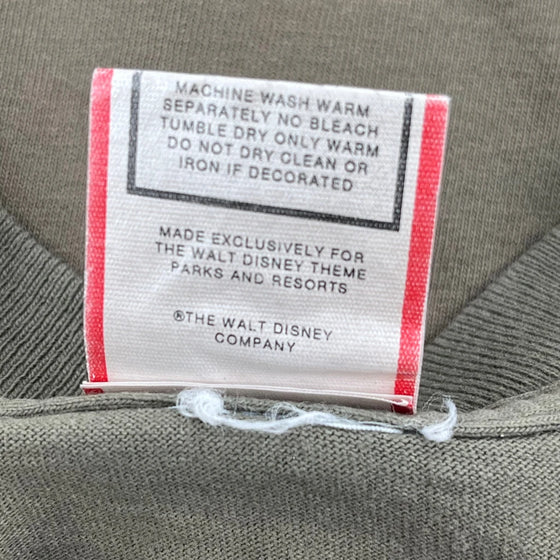 MACHINE WASH WARM
SEPARATELY NO BLEACH
TUMBLE DRY ONLY WARM
DO NOT DRY CLEAN OR
IRON IF DECORATED
MADE EXCLUSIVELY FOR
THE WALT DISNEY THEME
PARKS AND RESORTS
®THE WALT DISNEY
COMPANY